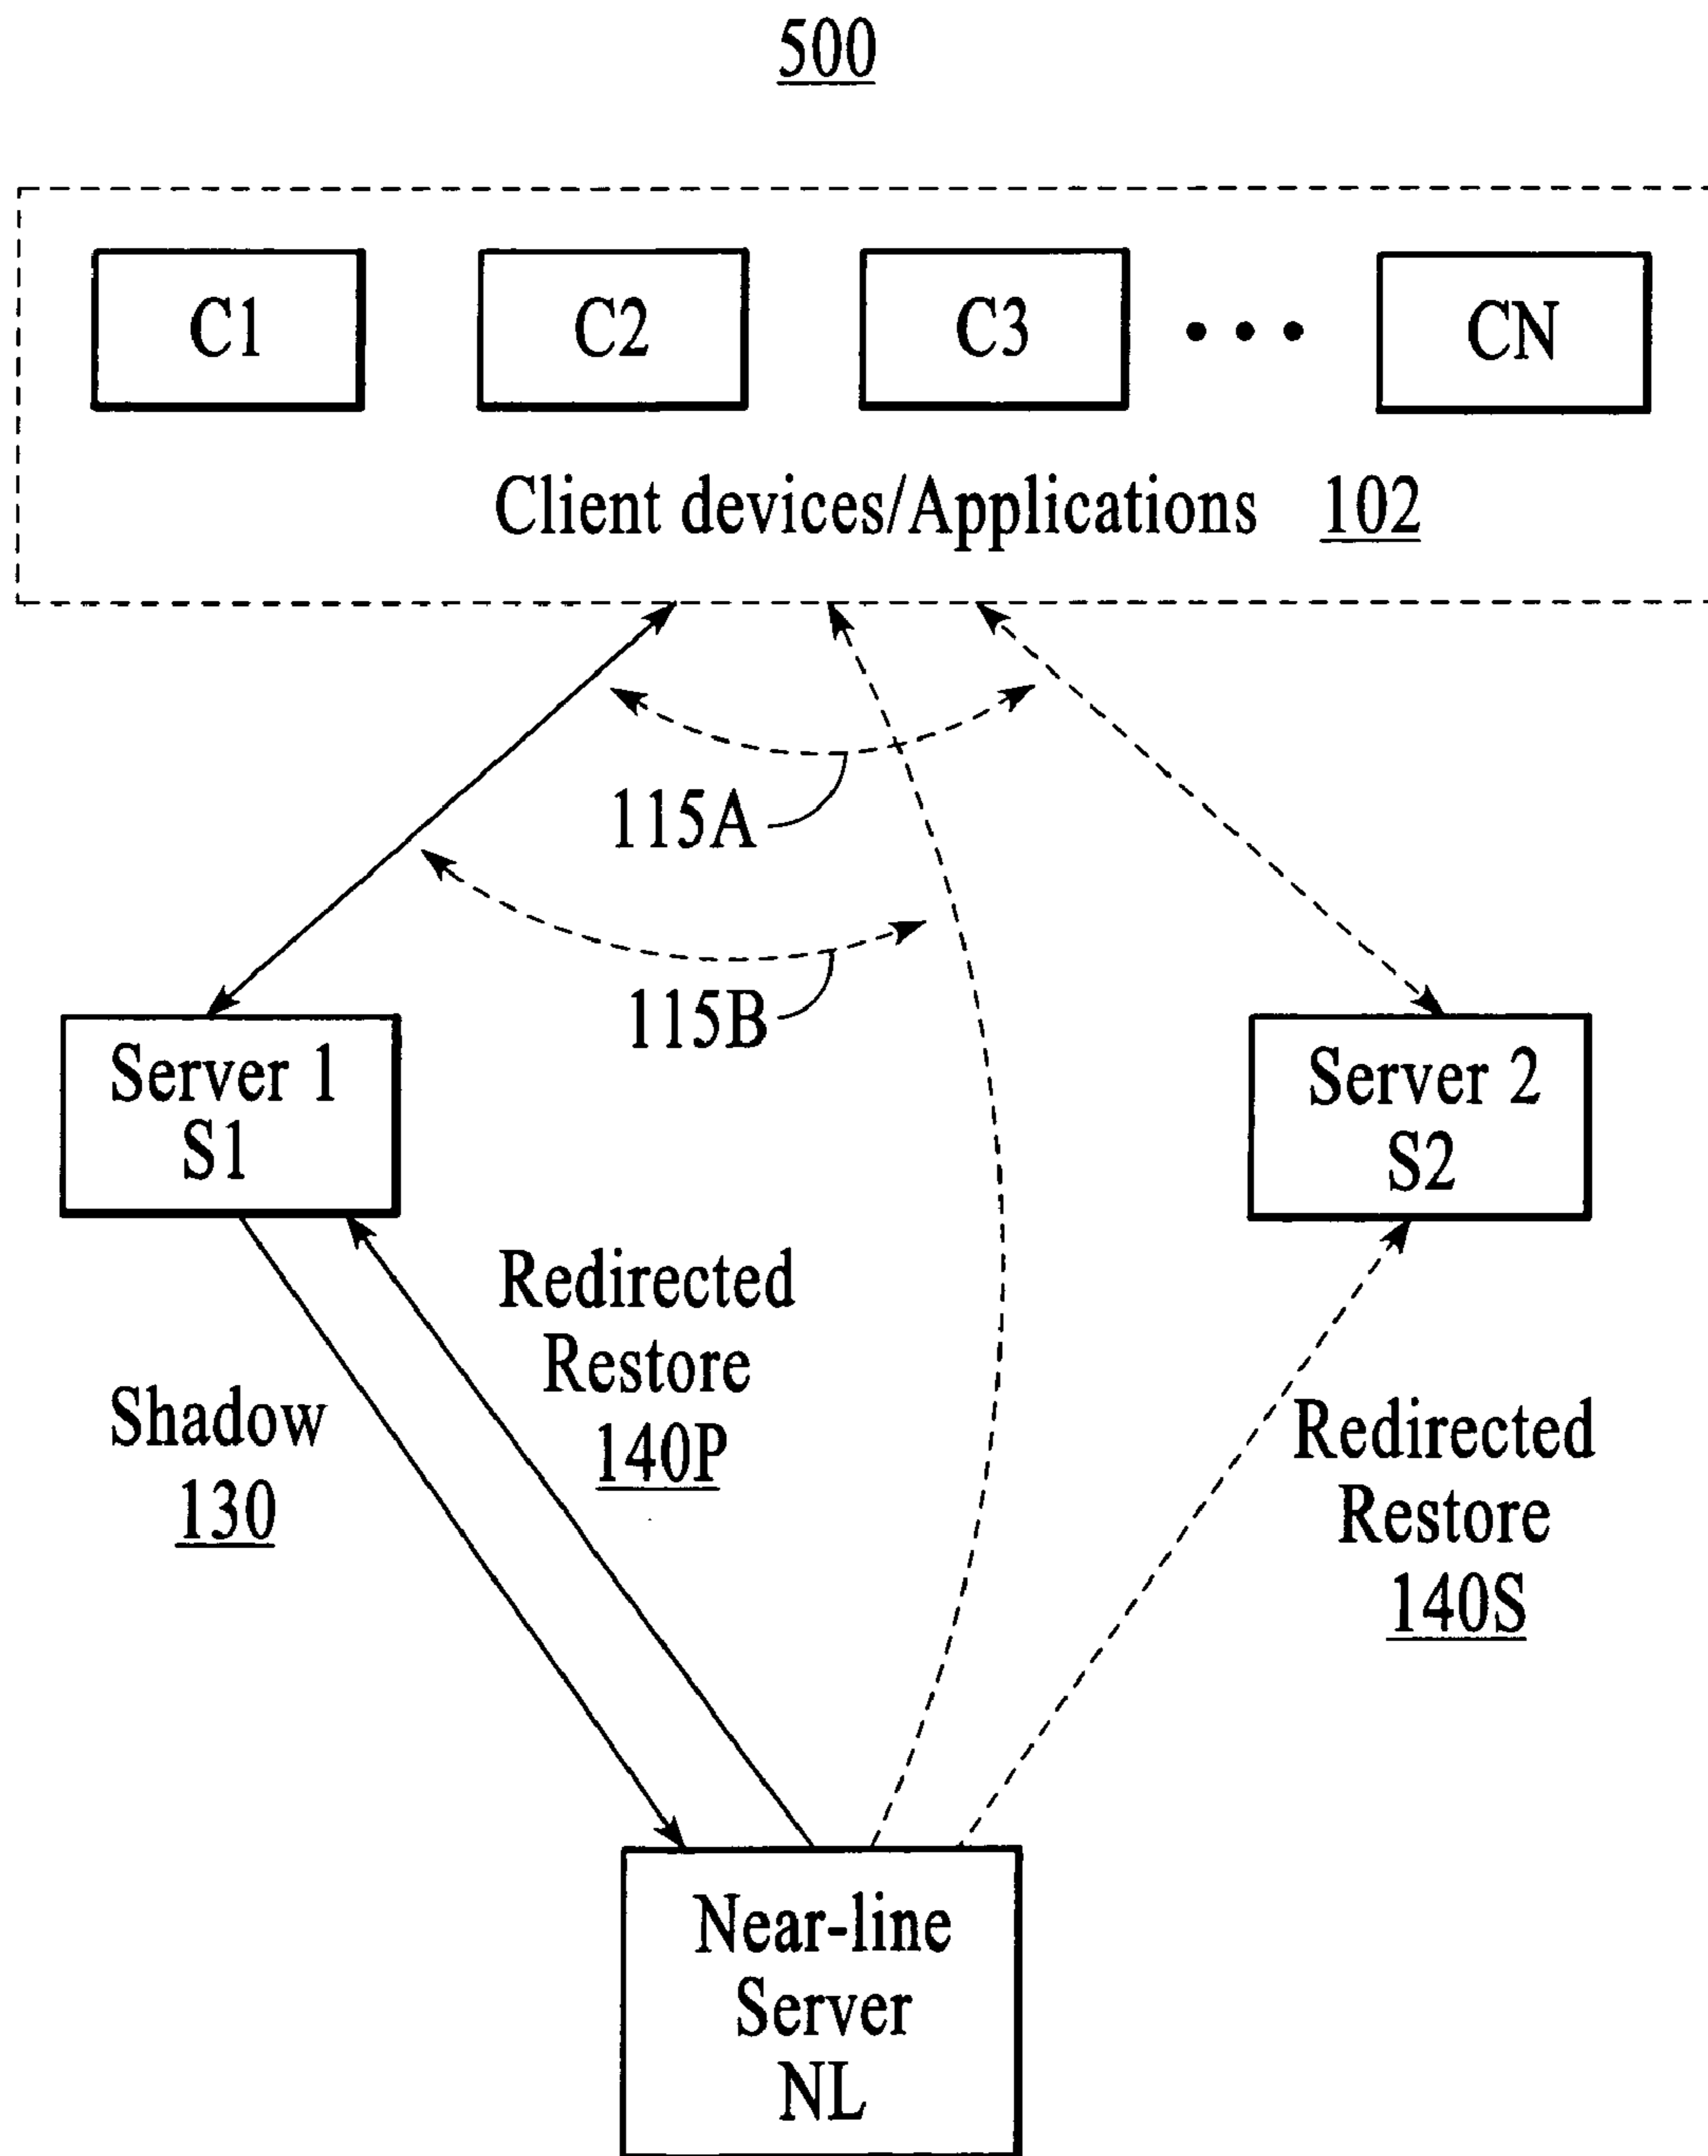 500
C1
C2
C3
CN
Client devices/Applications 102
115A
115B
Server 1
S1
Server 2
S2
Redirected
Restore
140P
Shadow
130
Redirected
Restore
140S
Near-line
Server
NL